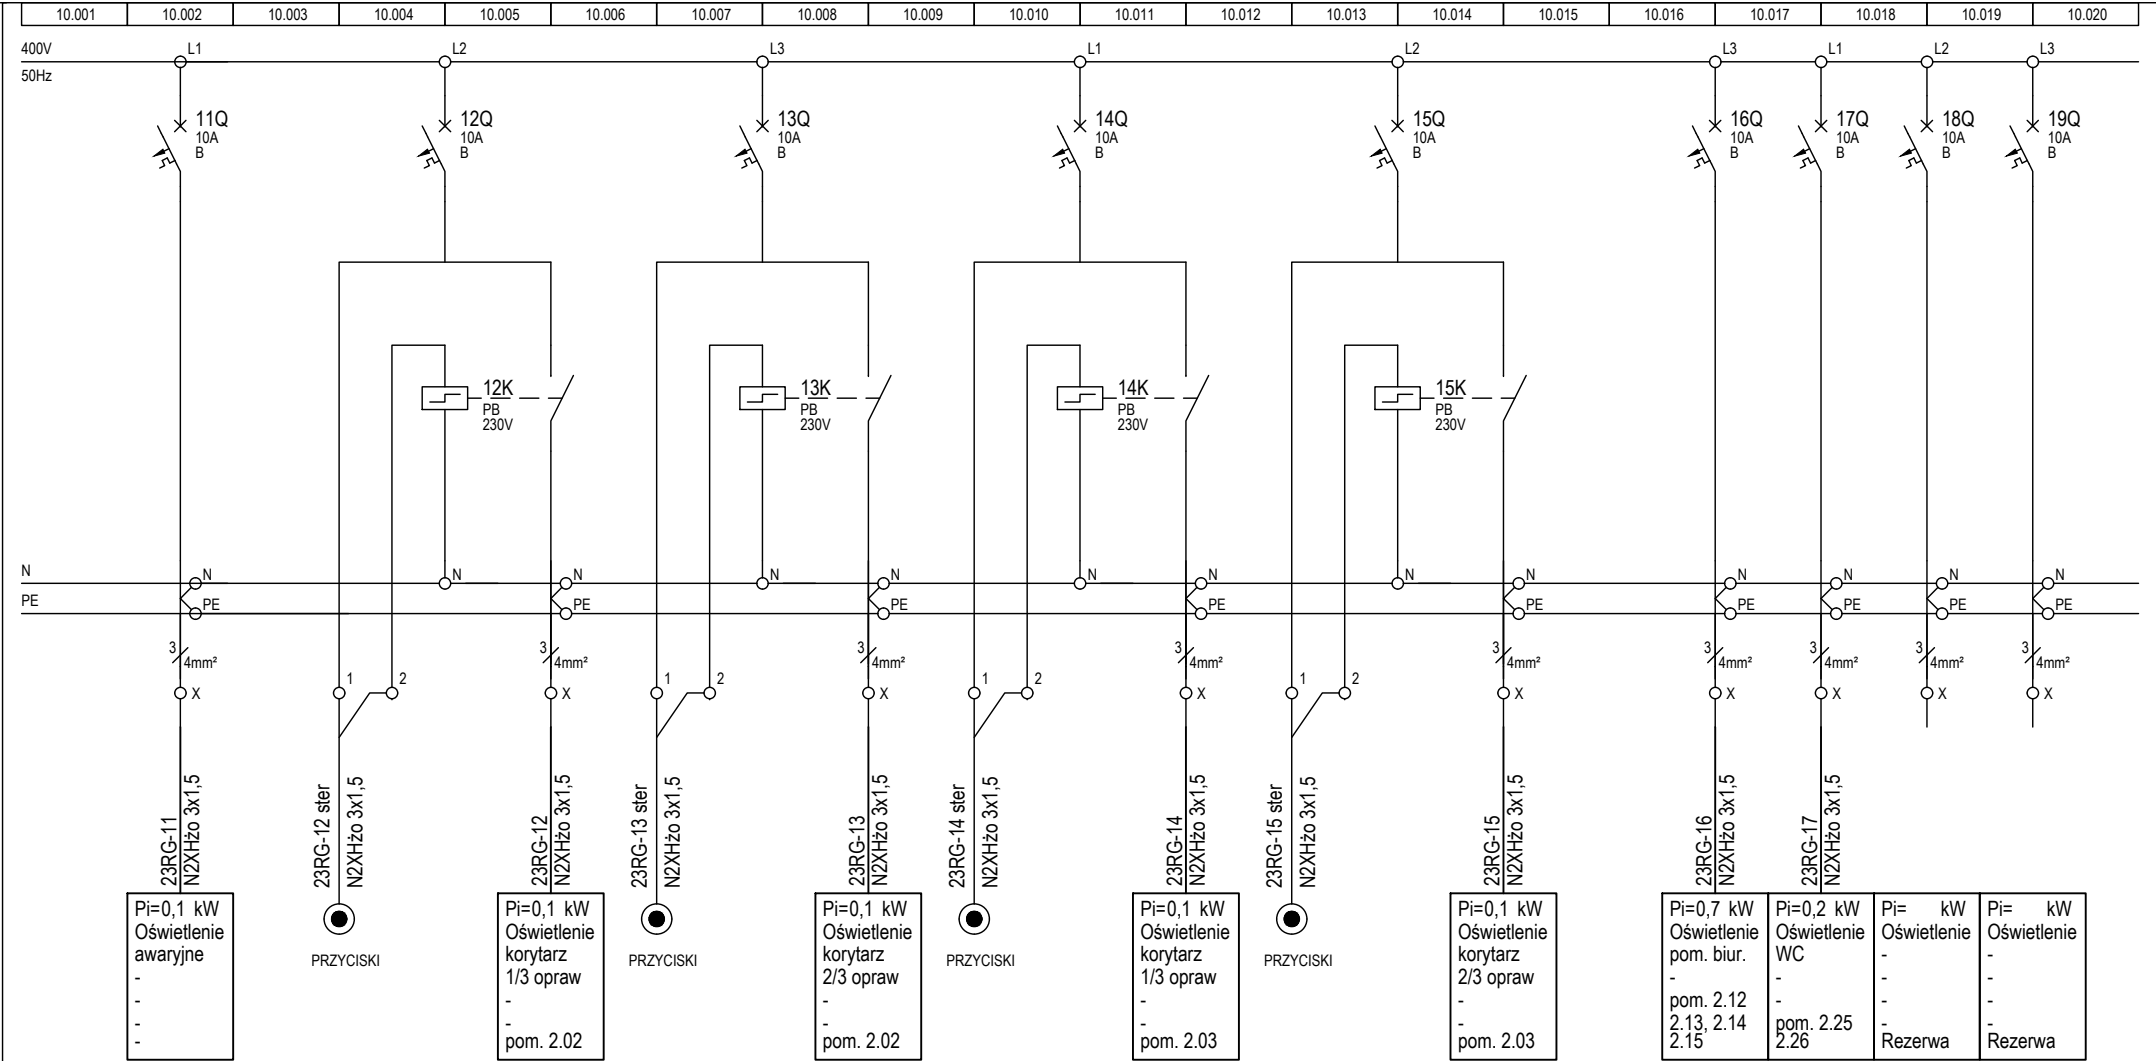 10.001 10.002 10.003 10.004 10.005 10.006 10.007 10.008 10.009 10.010 10.011 10.012 10.013 10.014 10.015 10.016 10.017 10.018 10.019 10.020
400V L1 L2 L3 L1 L2 L3 L1 L2 L3
50Hz
11Q 12Q 13Q 14Q 15Q 16Q 17Q 18Q 19Q
10A 10A 10A 10A 10A 10A 10A 10A 10A
B B B B B B B B B
12K 13K 14K 15K
PB PB PB PB
230V 230V 230V 230V
N N N N N N N N N N N N N N
PE PE PE PE PE PE PE PE PE PE
3 3 3 3 3 3 3 3 3
4mm² 4mm² 4mm² 4mm² 4mm² 4mm² 4mm² 4mm² 4mm²
1 2 1 2 1 2 1 2
X X X X X X X X X
23RG-11
N2XHżo 3x1,5
23RG-12 ster
N2XHżo 3x1,5
23RG-12
N2XHżo 3x1,5
23RG-13 ster
N2XHżo 3x1,5
23RG-13
N2XHżo 3x1,5
23RG-14 ster
N2XHżo 3x1,5
23RG-14
N2XHżo 3x1,5
23RG-15 ster
N2XHżo 3x1,5
23RG-15
N2XHżo 3x1,5
23RG-16
N2XHżo 3x1,5
23RG-17
N2XHżo 3x1,5
Pi=0,1 kW
Oświetlenie
awaryjne
-
-
-
-
PRZYCISKI
Pi=0,1 kW
Oświetlenie
korytarz
1/3 opraw
-
-
pom. 2.02
PRZYCISKI
Pi=0,1 kW
Oświetlenie
korytarz
2/3 opraw
-
-
pom. 2.02
PRZYCISKI
Pi=0,1 kW
Oświetlenie
korytarz
1/3 opraw
-
-
pom. 2.03
PRZYCISKI
Pi=0,1 kW
Oświetlenie
korytarz
2/3 opraw
-
-
pom. 2.03
Pi=0,7 kW
Oświetlenie
pom. biur.
-
pom. 2.12
2.13, 2.14
2.15
Pi=0,2 kW
Oświetlenie
WC
-
-
pom. 2.25
2.26
Pi= kW
Oświetlenie
-
-
-
-
Rezerwa
Pi= kW
Oświetlenie
-
-
-
-
Rezerwa